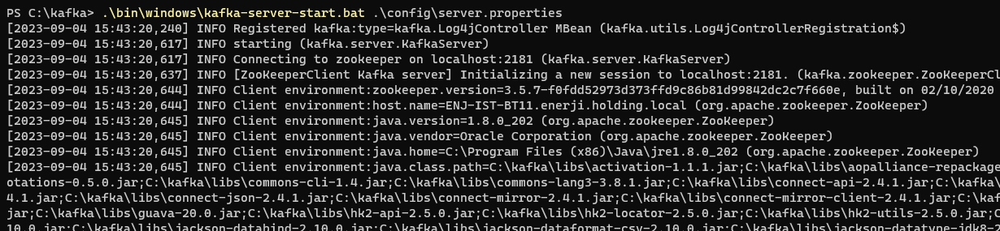 PS C:\kafka> .\bin\windows\kafka-server-start.bat .\config\server.properties
[2023-09-04 15:43:20,240] INFO Registered kafka:type=kafka.Log4jController MBean (kafka.utils.Log4jControllerRegistration$)
[2023-09-04 15:43:20,617] INFO starting (kafka.server.KafkaServer)
[2023-09-04 15:43:20,617] INFO Connecting to zookeeper on localhost:2181 (kafka.server.KafkaServer)
[2023-09-04 15:43:20,637] INFO [ZooKeeperClient Kafka server] Initializing a new session to localhost:2181. (kafka.zookeeper.ZooKeeperCl
[2023-09-04 15:43:20,644] INFO Client environment:zookeeper.version=3.5.7-f0fdd52973d373ffd9c86b81d99842dc2c7f660e, built on 02/10/2020
[2023-09-04 15:43:20,644] INFO Client environment:host.name=ENJ-IST-BT11.enerji.holding.local (org.apache.zookeeper.ZooKeeper)
[2023-09-04 15:43:20,645] INFO Client environment:java.version=1.8.0_202 (org.apache.zookeeper.ZooKeeper)
[2023-09-04 15:43:20,645] INFO Client environment:java.vendor=Oracle Corporation (org.apache.zookeeper.ZooKeeper)
[2023-09-04 15:43:20,645] INFO Client environment:java.home=C:\Program Files (x86)\Java\jre1.8.0_202 (org.apache.zookeeper.ZooKeeper)
[2023-09-04 15:43:20,645] INFO Client environment:java.class.path=C:\kafka\libs\activation-1.1.1.jar;C:\kafka\libs\aopalliance-repackage
otations-0.5.0.jar;C:\kafka\libs\commons-cli-1.4.jar;C:\kafka\libs\commons-lang3-3.8.1.jar;C:\kafka\libs\connect-api-2.4.1.jar;C:\kafka\
4.1.jar;C:\kafka\libs\connect-json-2.4.1.jar;C:\kafka\libs\connect-mirror-2.4.1.jar;C:\kafka\libs\connect-mirror-client-2.4.1.jar;C:\kaf
jar;C:\kafka\libs\guava-20.0.jar;C:\kafka\libs\hk2-api-2.5.0.jar;C:\kafka\libs\hk2-locator-2.5.0.jar;C:\kafka\libs\hk2-utils-2.5.0.jar;C
10.0.jar;C:\kafka\libs\jackson-databind-2.10.0.jar;C:\kafka\libs\jackson-dataformat-csv-2.10.0.jar;C:\kafka\libs\jackson-datatype-jdk8-2